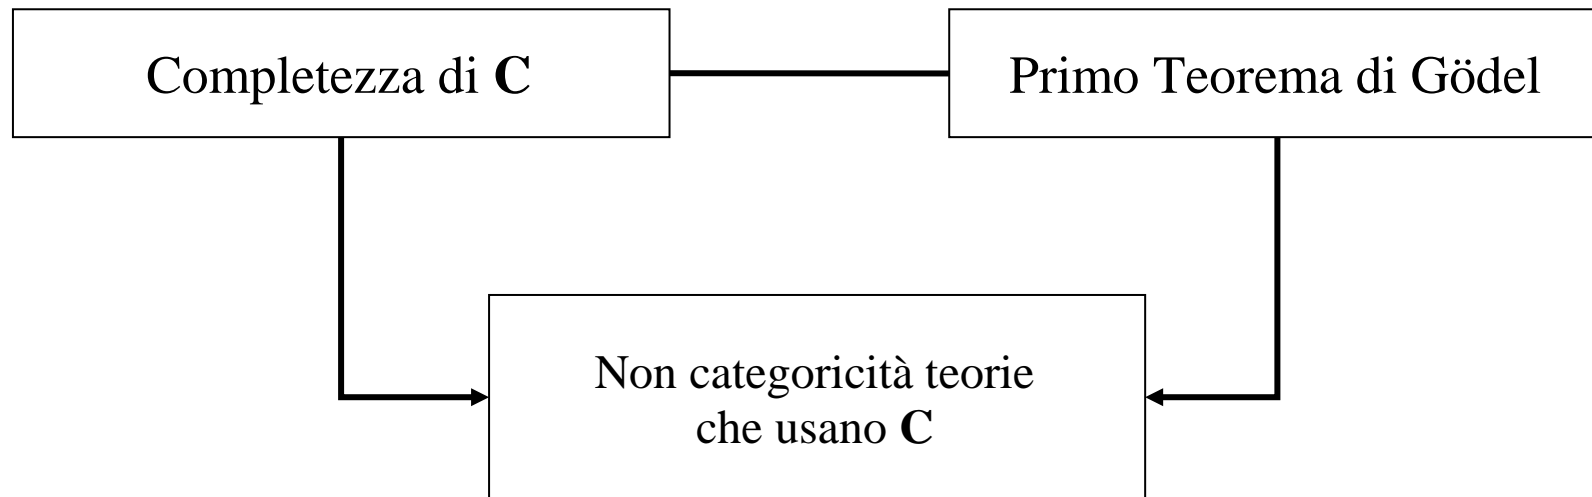 Completezza di C
Primo Teorema di Gödel
Non categoricità teorie
che usano C